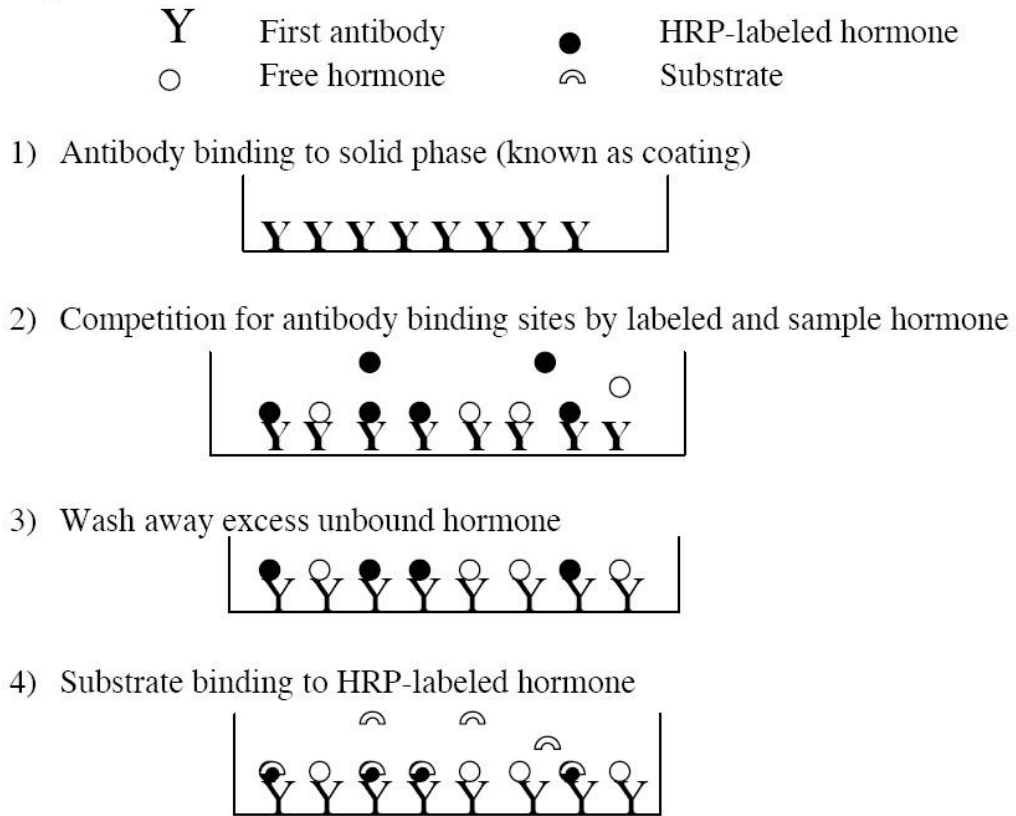 Y First antibody HRP-labeled hormone
Free hormone Substrate
1) Antibody binding to solid phase (known as coating)
Y Y Y Y Y Y Y Y
2) Competition for antibody binding sites by labeled and sample hormone
Y Y Y Y Y Y Y Y
3) Wash away excess unbound hormone
Y Y Y Y Y Y Y Y
4) Substrate binding to HRP-labeled hormone
Y Y Y Y Y Y Y Y